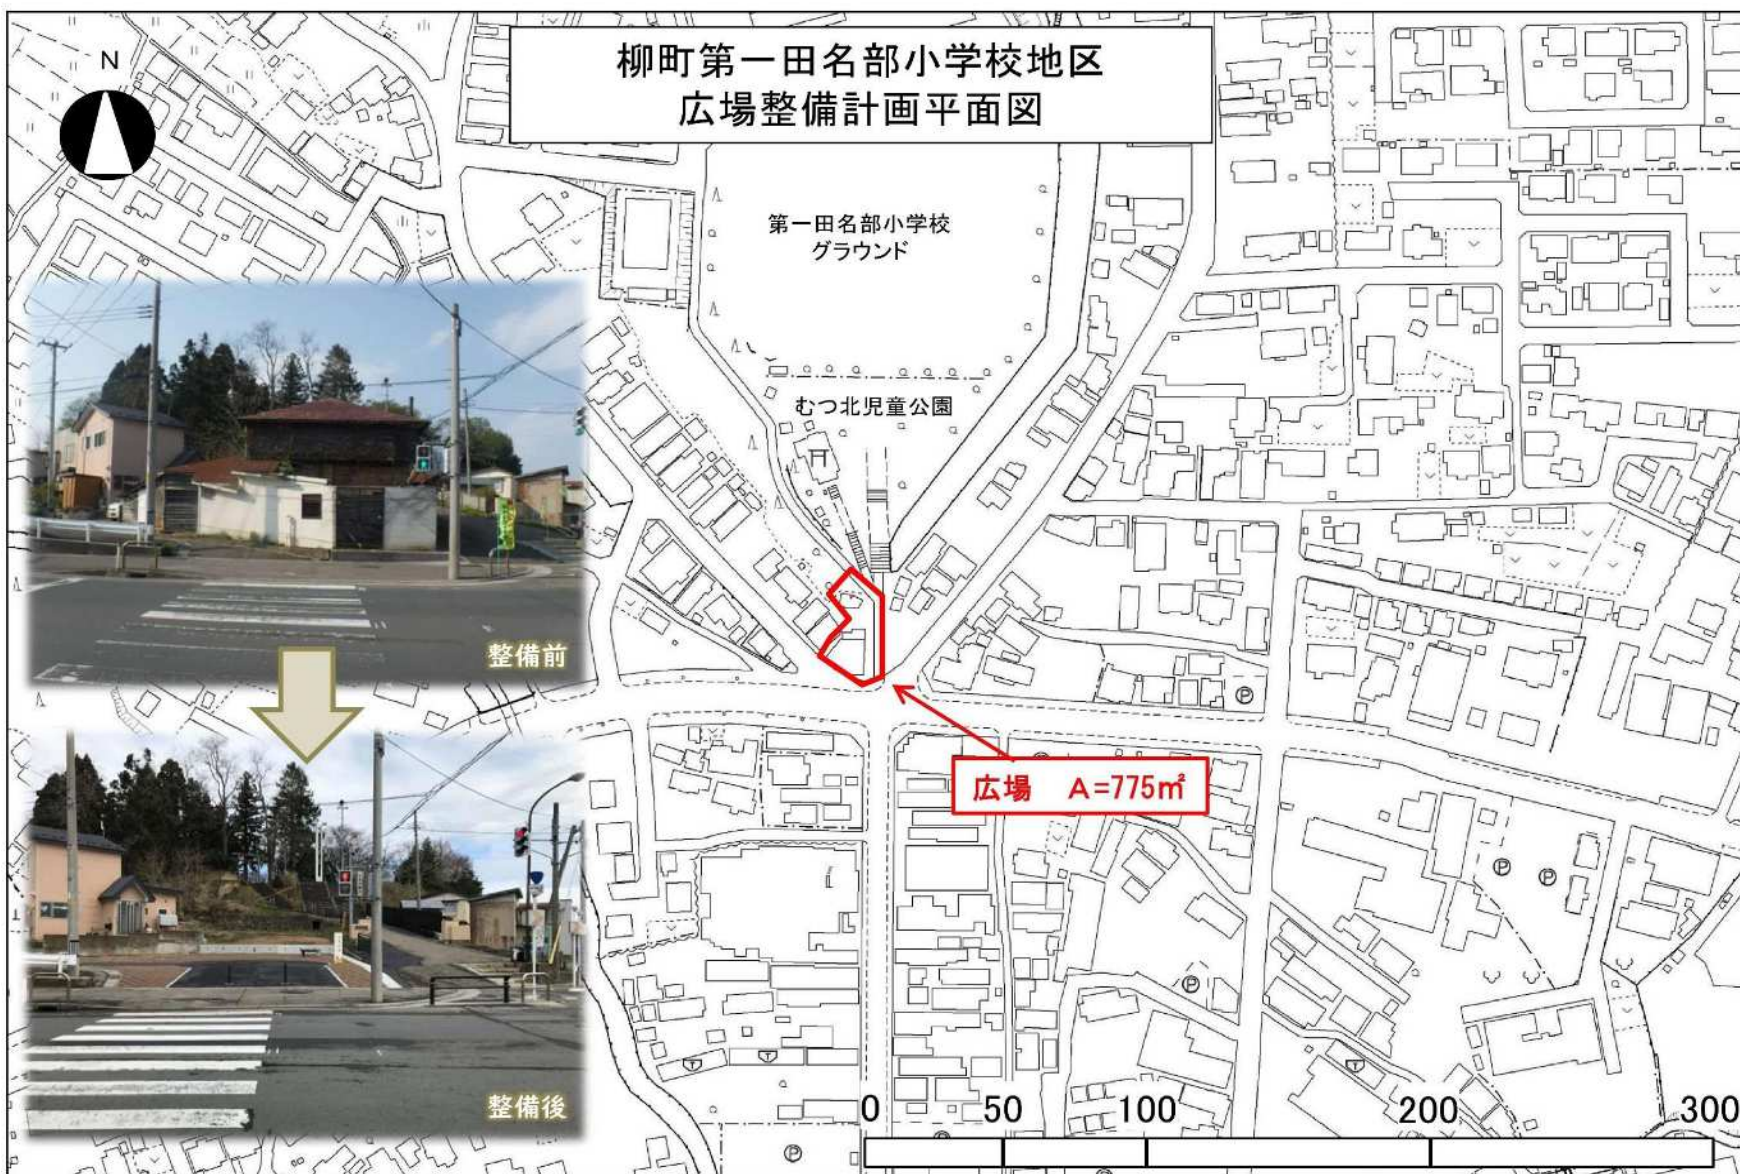 柳町第一田名部小学校地区
広場整備計画平面図
N
第一田名部小学校
グラウンド
むつ北児童公園
整備前
広場 A=775㎡
整備後
0 50 100 200 300
P
P
P
P
P
T
T
T